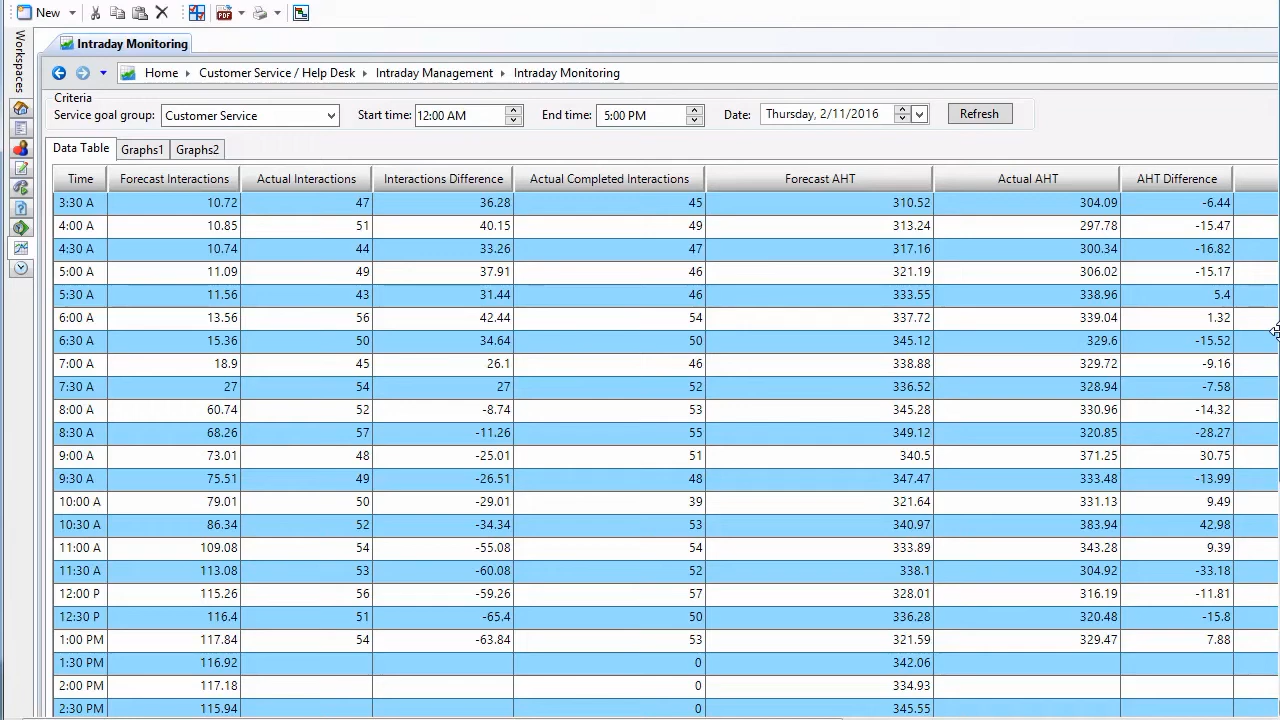 New
Workspaces
Intraday Monitoring
Home Customer Service / Help Desk Intraday Management Intraday Monitoring
Criteria
Service goal group: Customer Service Start time: 12:00 AM End time: 5:00 PM Date: Thursday, 2/11/2016 Refresh
Data Table Graphs1 Graphs2
Time Forecast Interactions Actual Interactions Interactions Difference Actual Completed Interactions Forecast AHT Actual AHT AHT Difference
3:30 A 10.72 47 36.28 45 310.52 304.09 -6.44
4:00 A 10.85 51 40.15 49 313.24 297.78 -15.47
4:30 A 10.74 44 33.26 47 317.16 300.34 -16.82
5:00 A 11.09 49 37.91 46 321.19 306.02 -15.17
5:30 A 11.56 43 31.44 46 333.55 338.96 5.4
6:00 A 13.56 56 42.44 54 337.72 339.04 1.32
6:30 A 15.36 50 34.64 50 345.12 329.6 -15.52
7:00 A 18.9 45 26.1 46 338.88 329.72 -9.16
7:30 A 27 54 27 52 336.52 328.94 -7.58
8:00 A 60.74 52 -8.74 53 345.28 330.96 -14.32
8:30 A 68.26 57 -11.26 55 349.12 320.85 -28.27
9:00 A 73.01 48 -25.01 51 340.5 371.25 30.75
9:30 A 75.51 49 -26.51 48 347.47 333.48 -13.99
10:00 A 79.01 50 -29.01 39 321.64 331.13 9.49
10:30 A 86.34 52 -34.34 53 340.97 383.94 42.98
11:00 A 109.08 54 -55.08 54 333.89 343.28 9.39
11:30 A 113.08 53 -60.08 52 338.1 304.92 -33.18
12:00 P 115.26 56 -59.26 57 328.01 316.19 -11.81
12:30 P 116.4 51 -65.4 50 336.28 320.48 -15.8
1:00 PM 117.84 54 -63.84 53 321.59 329.47 7.88
1:30 PM 116.92 0 342.06
2:00 PM 117.18 0 334.93
2:30 PM 115.94 0 345.55